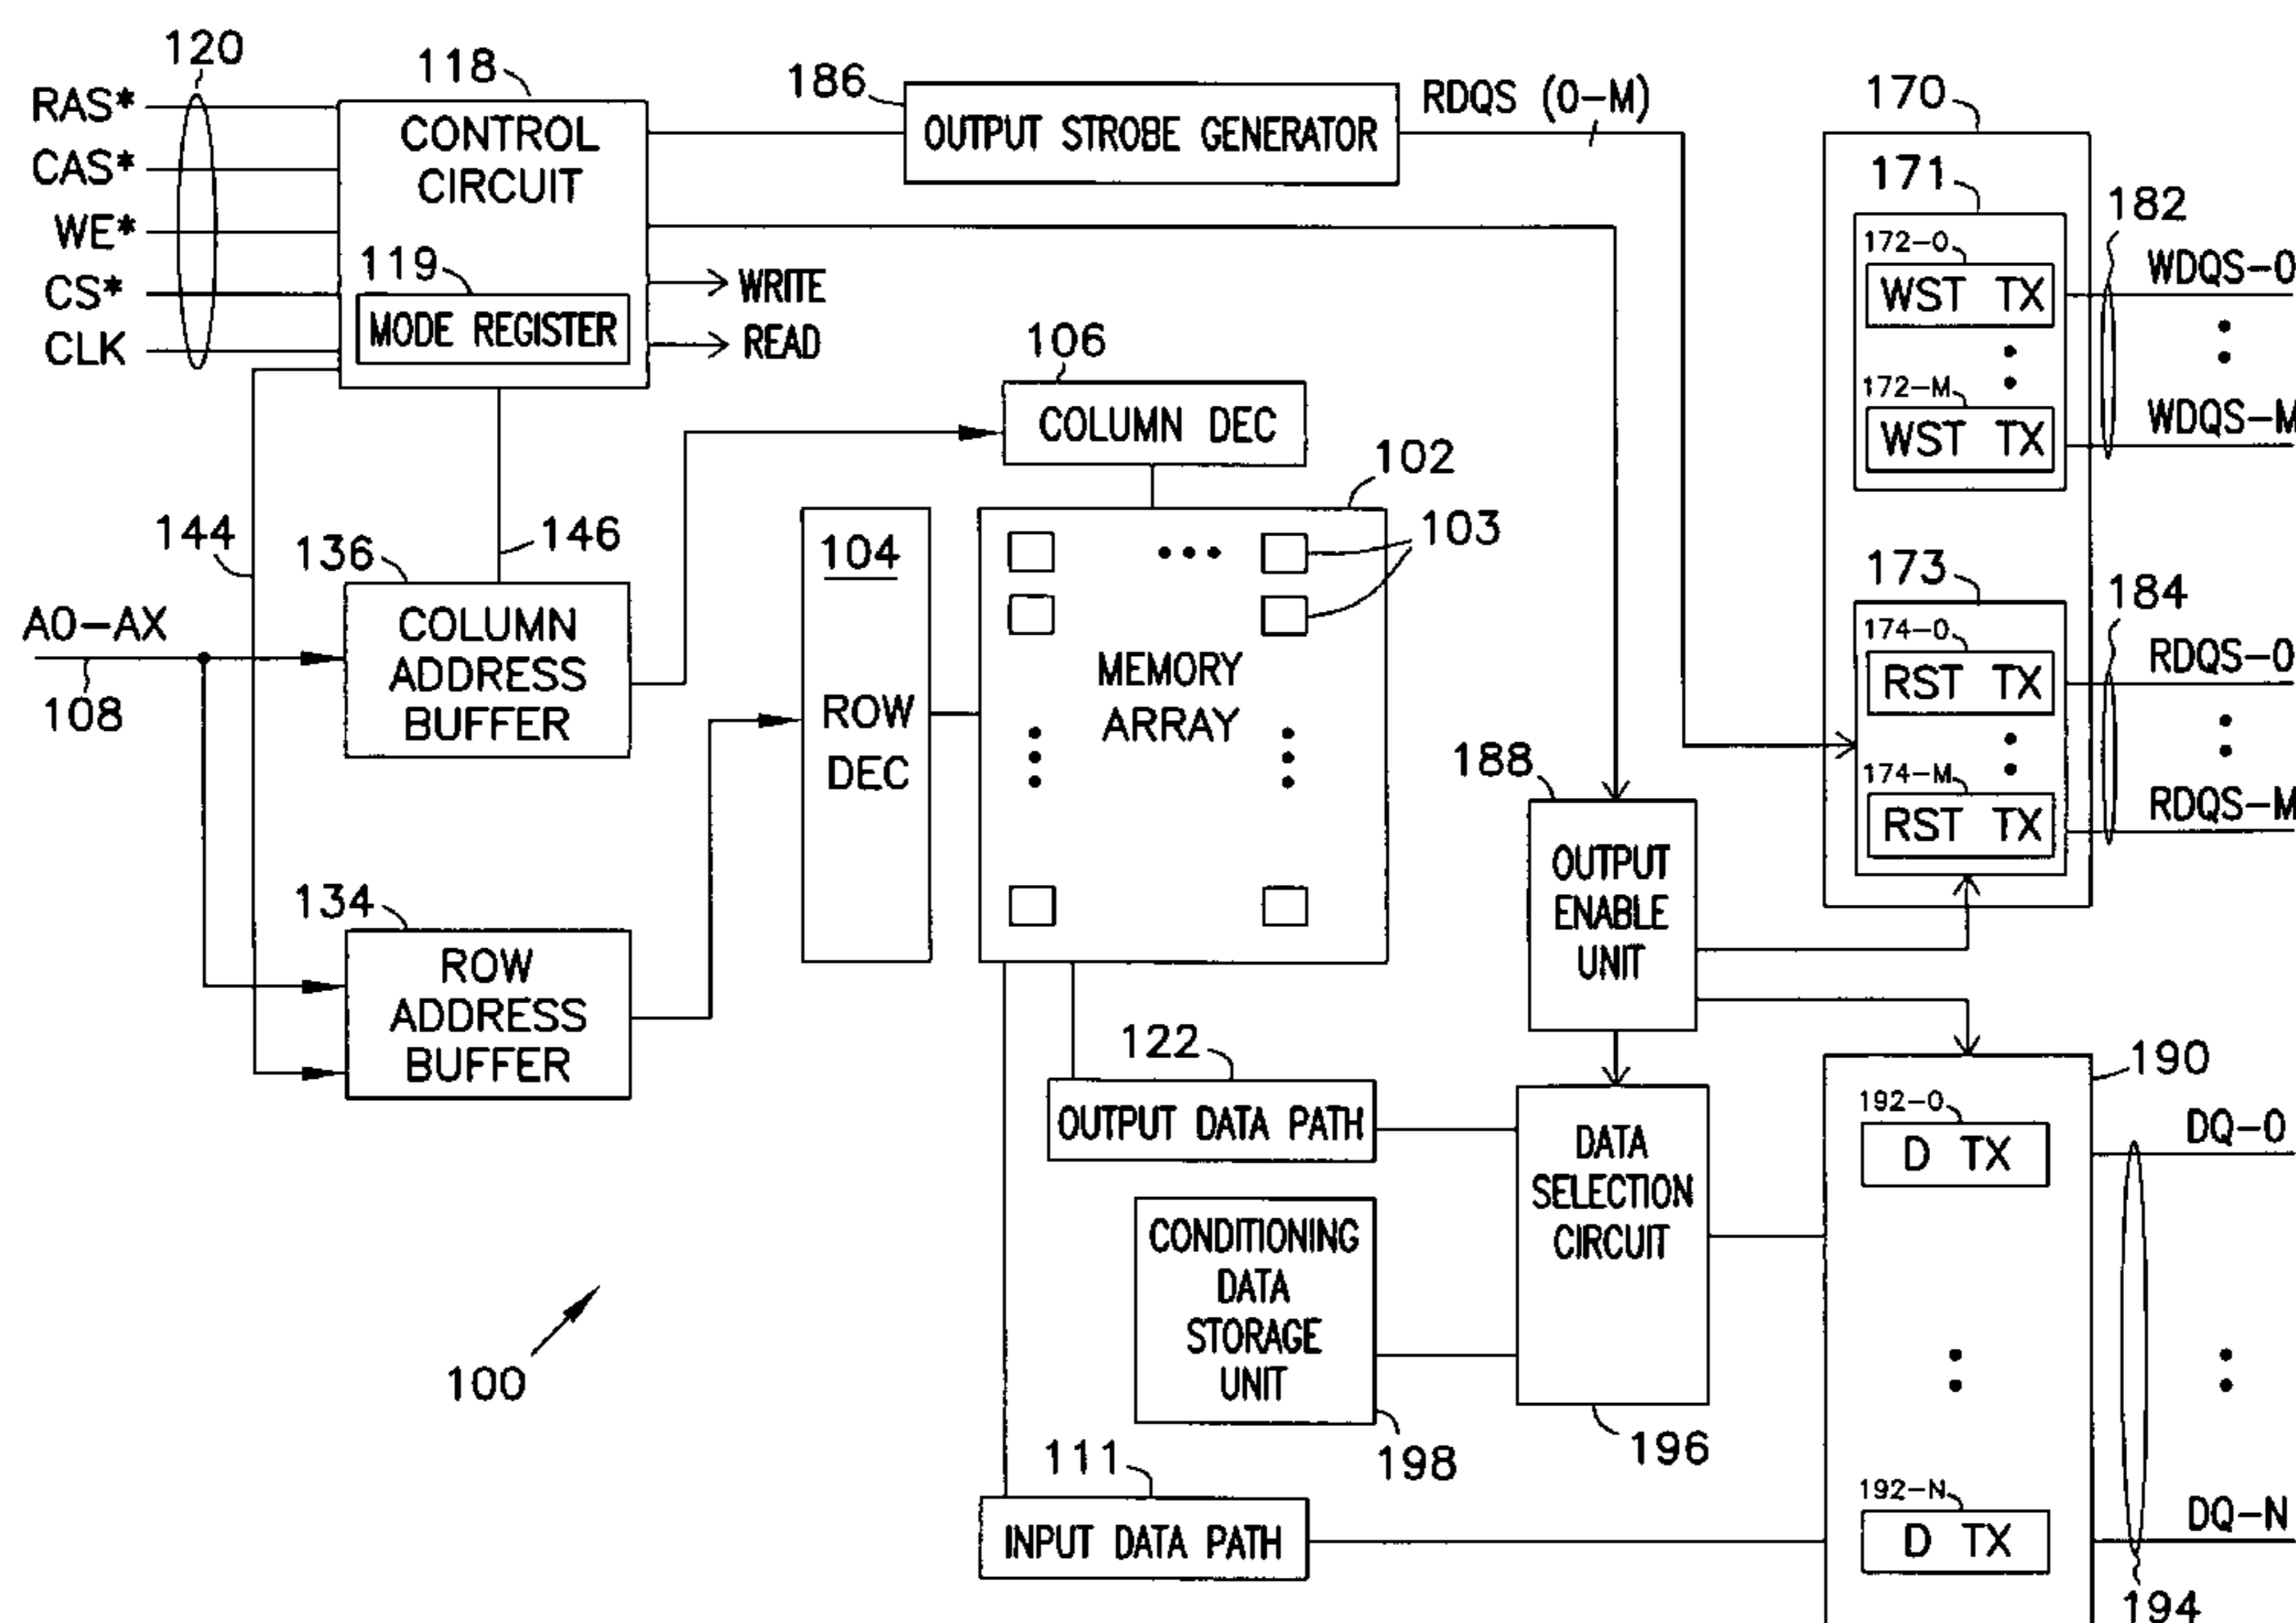 120
RAS*
CAS*
WE*
CS*
CLK
118
CONTROL
CIRCUIT
119
MODE REGISTER
WRITE
READ
186
OUTPUT STROBE GENERATOR
RDQS (0-M)
170
171
172-0
WST TX
172-M
WST TX
182
WDQS-0
WDQS-M
173
174-0
RST TX
174-M
RST TX
184
RDQS-0
RDQS-M
106
COLUMN DEC
102
103
MEMORY
ARRAY
104
ROW
DEC
144
146
136
COLUMN
ADDRESS
BUFFER
A0-AX
108
134
ROW
ADDRESS
BUFFER
188
OUTPUT
ENABLE
UNIT
122
OUTPUT DATA PATH
DATA
SELECTION
CIRCUIT
196
CONDITIONING
DATA
STORAGE
UNIT
198
111
INPUT DATA PATH
190
192-0
D TX
192-N
D TX
DQ-0
DQ-N
194
100